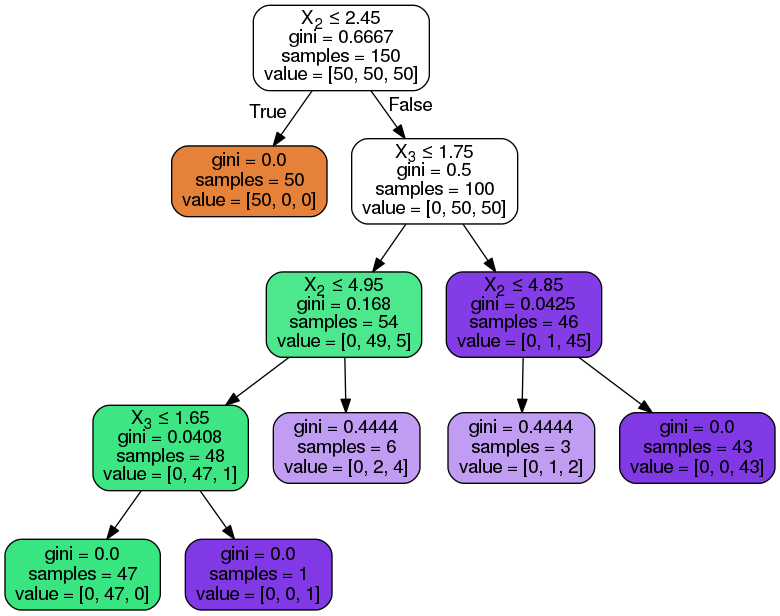 X₂ ≤ 2.45
gini = 0.6667
samples = 150
value = [50, 50, 50]
True
False
gini = 0.0
samples = 50
value = [50, 0, 0]
X₃ ≤ 1.75
gini = 0.5
samples = 100
value = [0, 50, 50]
X₂ ≤ 4.95
gini = 0.168
samples = 54
value = [0, 49, 5]
X₂ ≤ 4.85
gini = 0.0425
samples = 46
value = [0, 1, 45]
X₃ ≤ 1.65
gini = 0.0408
samples = 48
value = [0, 47, 1]
gini = 0.4444
samples = 6
value = [0, 2, 4]
gini = 0.4444
samples = 3
value = [0, 1, 2]
gini = 0.0
samples = 43
value = [0, 0, 43]
gini = 0.0
samples = 47
value = [0, 47, 0]
gini = 0.0
samples = 1
value = [0, 0, 1]